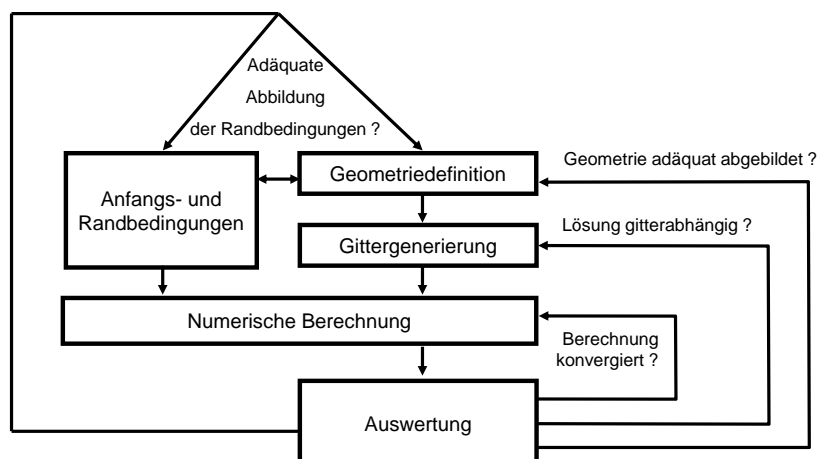 Adäquate
Abbildung
der Randbedingungen ?
Geometrie adäquat abgebildet ?
Anfangs- und
Randbedingungen
Geometriedefinition
Lösung gitterabhängig ?
Gittergenerierung
Numerische Berechnung
Berechnung
konvergiert ?
Auswertung